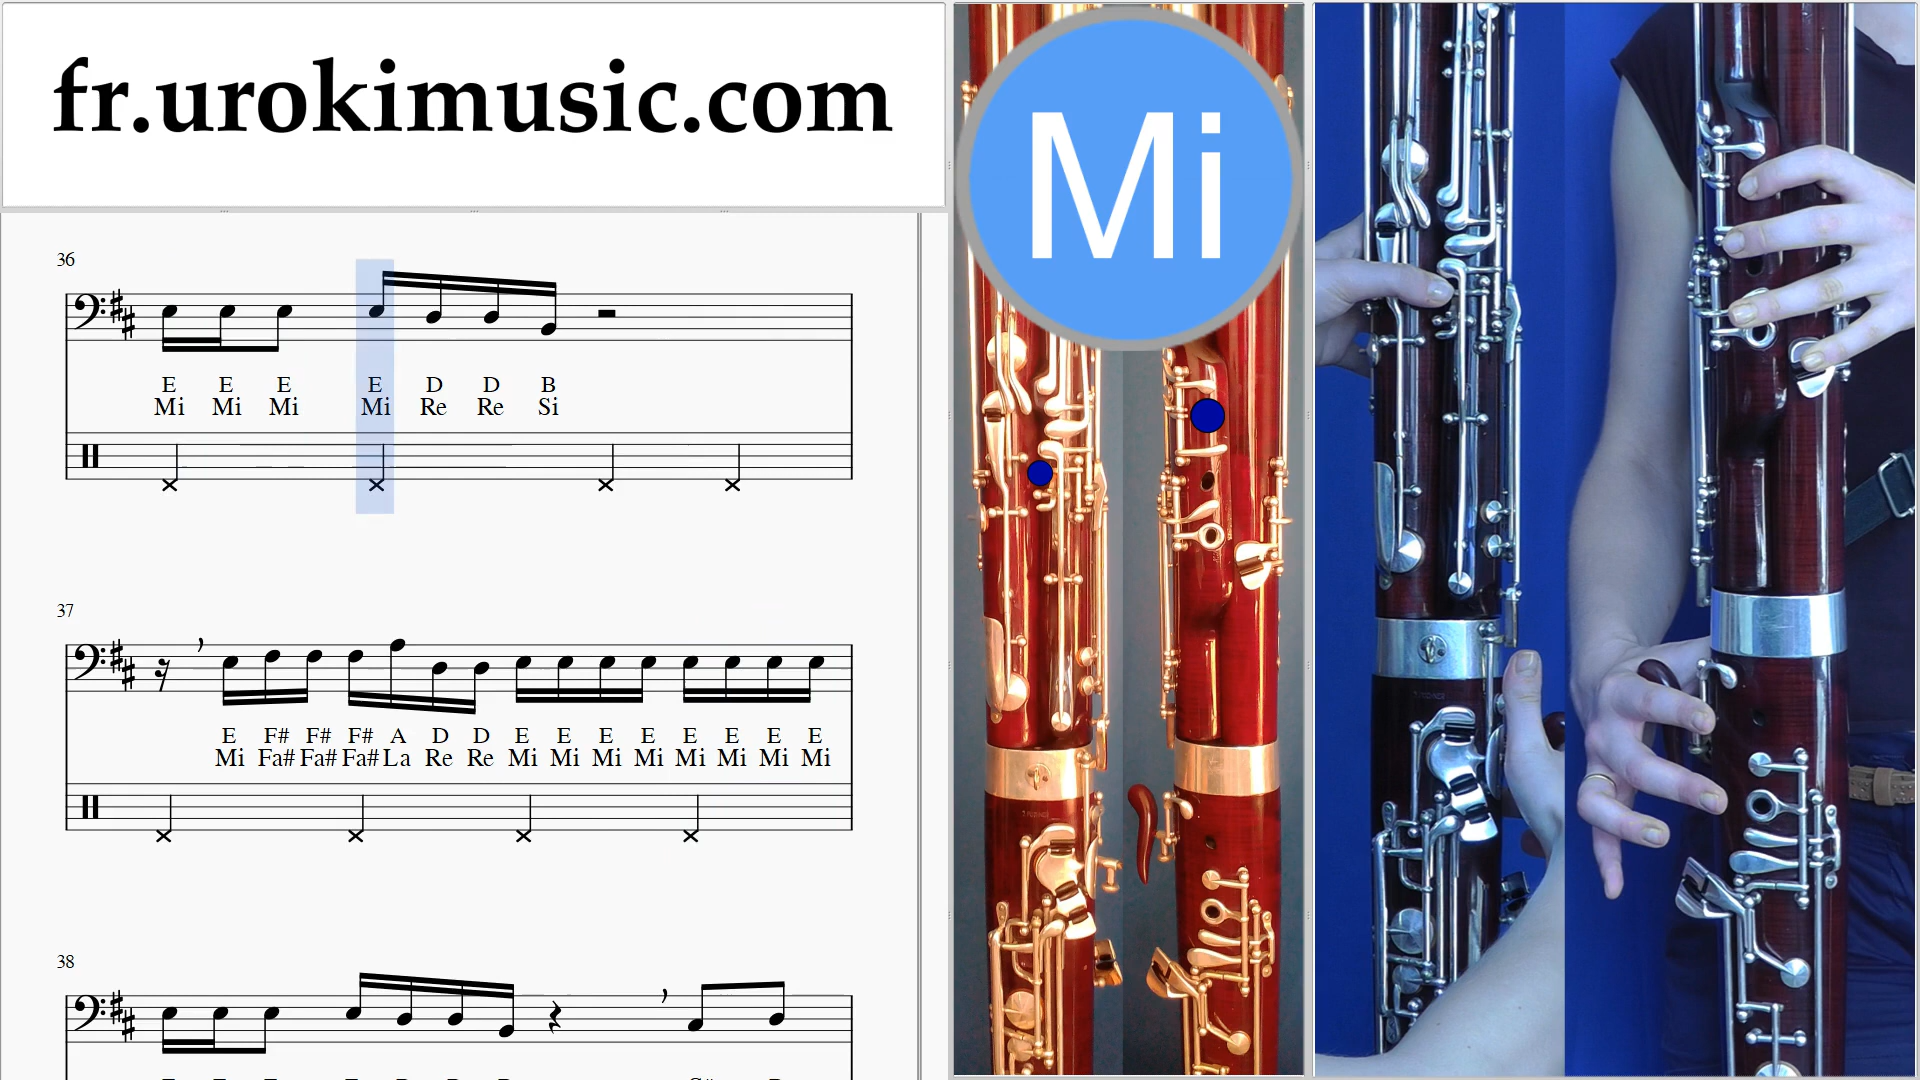 fr.urokimusic.com
Mi
36
E E E E D D B
Mi Mi Mi Mi Re Re Si
37
E F# F# F# A D D E E E E E E E E
Mi Fa# Fa# Fa# La Re Re Mi Mi Mi Mi Mi Mi Mi Mi
38